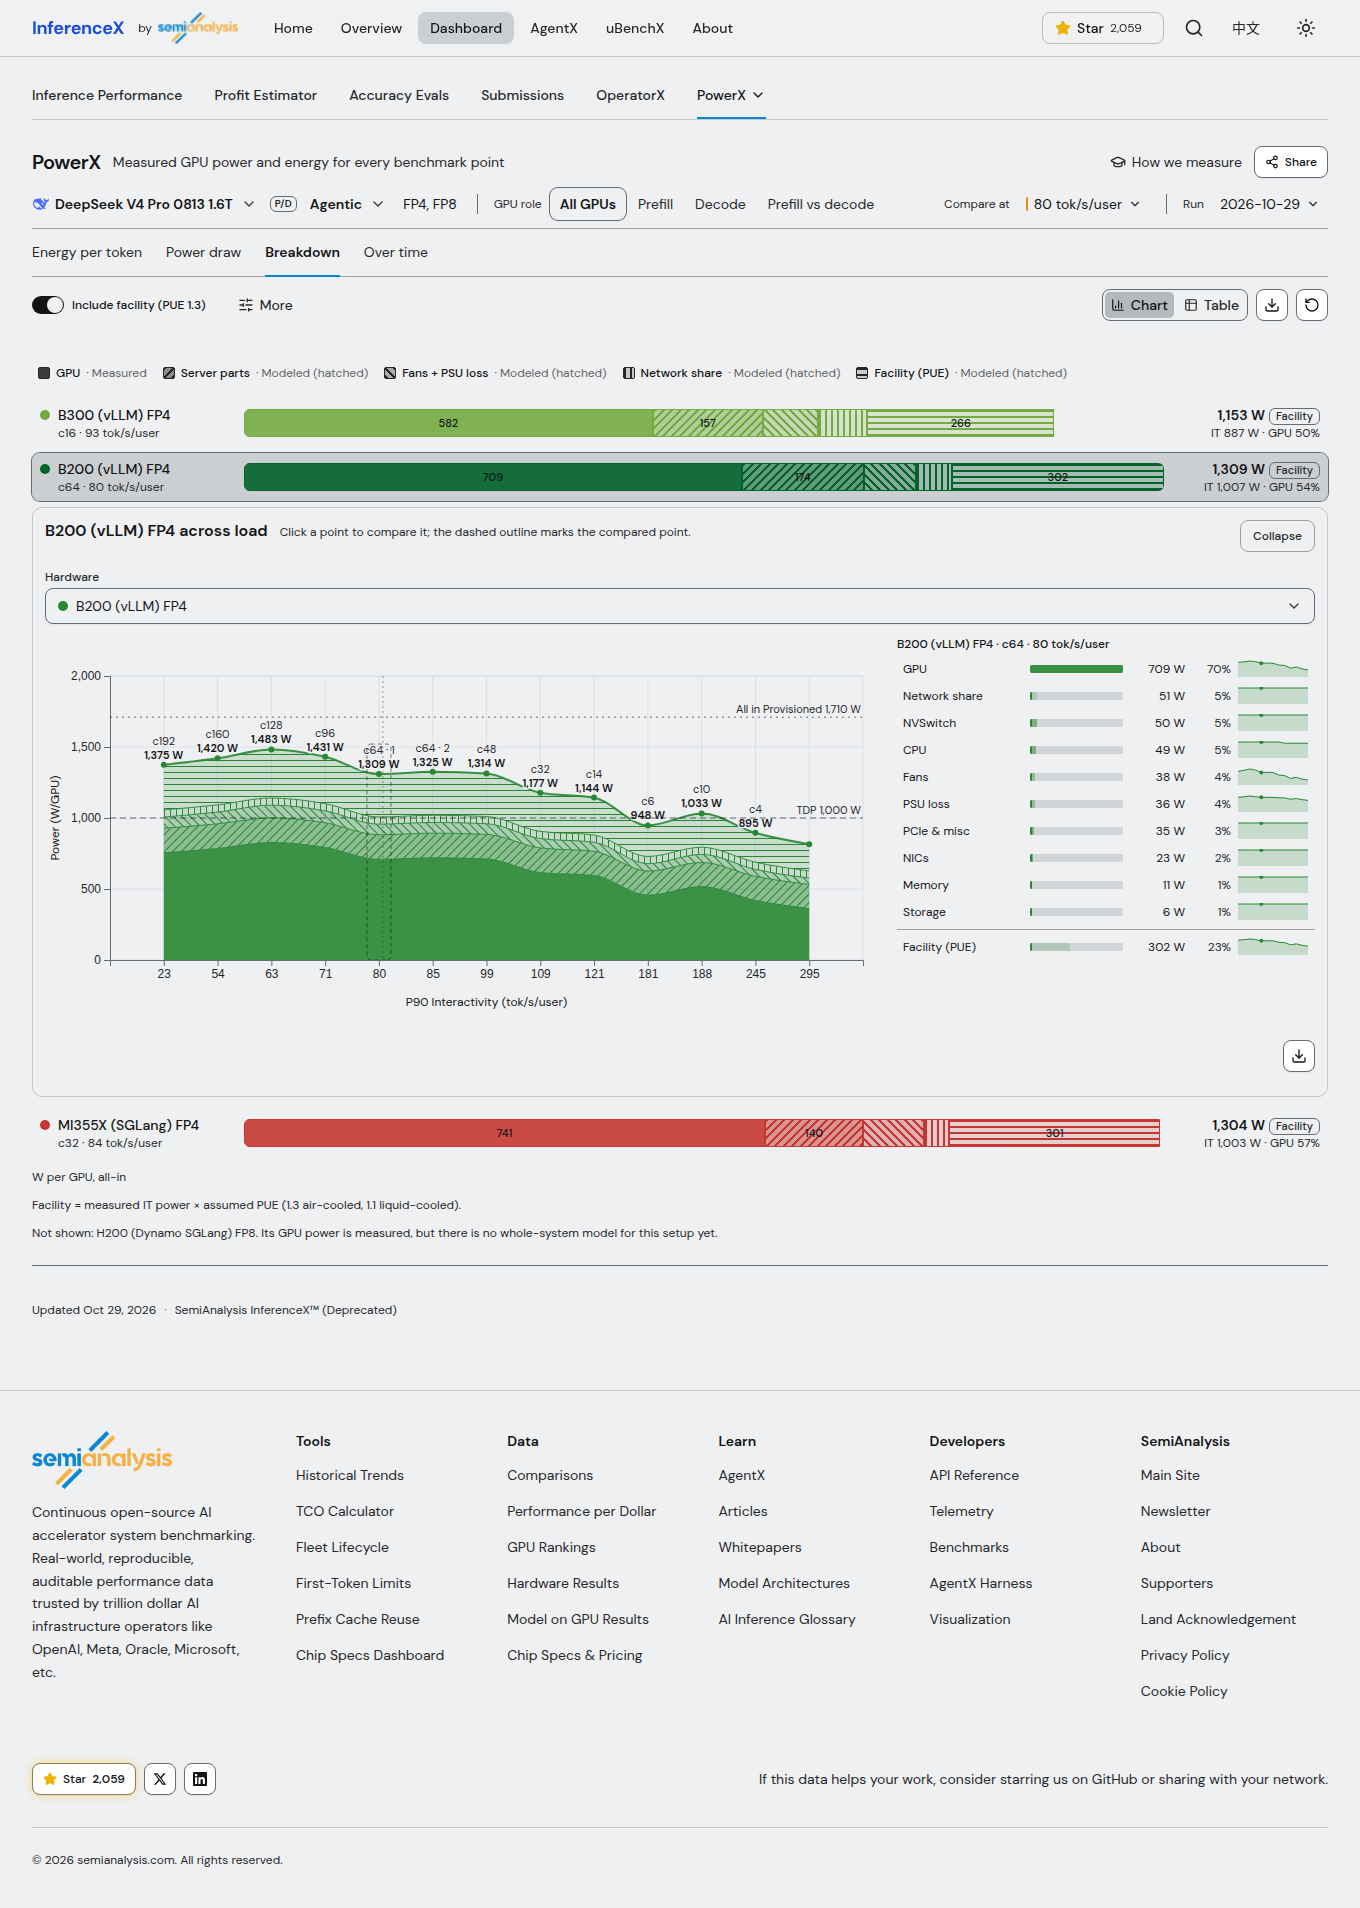 InferenceX by semianalysis Home Overview Dashboard AgentX uBenchX About Star 2,059 中文
Inference Performance Profit Estimator Accuracy Evals Submissions OperatorX PowerX
PowerX Measured GPU power and energy for every benchmark point How we measure Share
DeepSeek V4 Pro 0813 1.6T P/D Agentic FP4, FP8 GPU role All GPUs Prefill Decode Prefill vs decode Compare at 80 tok/s/user Run 2026-10-29
Energy per token Power draw Breakdown Over time
Include facility (PUE 1.3) More Chart Table
GPU · Measured Server parts · Modeled (hatched) Fans + PSU loss · Modeled (hatched) Network share · Modeled (hatched) Facility (PUE) · Modeled (hatched)
B300 (vLLM) FP4 582 157 266 1,153 W Facility
c16 · 93 tok/s/user IT 887 W · GPU 50%
B200 (vLLM) FP4 709 174 302 1,309 W Facility
c64 · 80 tok/s/user IT 1,007 W · GPU 54%
B200 (vLLM) FP4 across load Click a point to compare it; the dashed outline marks the compared point. Collapse
Hardware
B200 (vLLM) FP4
2,000
1,500
1,000
500
0
Power (W/GPU)
All in Provisioned 1,710 W
TDP 1,000 W
c192
1,375 W
c160
1,420 W
c128
1,483 W
c96
1,431 W
c64 · 1
1,309 W
c64 · 2
1,325 W
c48
1,314 W
c32
1,177 W
c14
1,144 W
c6
948 W
c10
1,033 W
c4
895 W
23 54 63 71 80 85 99 109 121 181 188 245 295
P90 Interactivity (tok/s/user)
B200 (vLLM) FP4 · c64 · 80 tok/s/user
GPU 709 W 70%
Network share 51 W 5%
NVSwitch 50 W 5%
CPU 49 W 5%
Fans 38 W 4%
PSU loss 36 W 4%
PCIe & misc 35 W 3%
NICs 23 W 2%
Memory 11 W 1%
Storage 6 W 1%
Facility (PUE) 302 W 23%
MI355X (SGLang) FP4 741 140 301 1,304 W Facility
c32 · 84 tok/s/user IT 1,003 W · GPU 57%
W per GPU, all-in
Facility = measured IT power × assumed PUE (1.3 air-cooled, 1.1 liquid-cooled).
Not shown: H200 (Dynamo SGLang) FP8. Its GPU power is measured, but there is no whole-system model for this setup yet.
Updated Oct 29, 2026 · SemiAnalysis InferenceX™ (Deprecated)
semianalysis
Continuous open-source AI
accelerator system benchmarking.
Real-world, reproducible,
auditable performance data
trusted by trillion dollar AI
infrastructure operators like
OpenAI, Meta, Oracle, Microsoft,
etc.
Tools
Historical Trends
TCO Calculator
Fleet Lifecycle
First-Token Limits
Prefix Cache Reuse
Chip Specs Dashboard
Data
Comparisons
Performance per Dollar
GPU Rankings
Hardware Results
Model on GPU Results
Chip Specs & Pricing
Learn
AgentX
Articles
Whitepapers
Model Architectures
AI Inference Glossary
Developers
API Reference
Telemetry
Benchmarks
AgentX Harness
Visualization
SemiAnalysis
Main Site
Newsletter
About
Supporters
Land Acknowledgement
Privacy Policy
Cookie Policy
Star 2,059
If this data helps your work, consider starring us on GitHub or sharing with your network.
© 2026 semianalysis.com. All rights reserved.